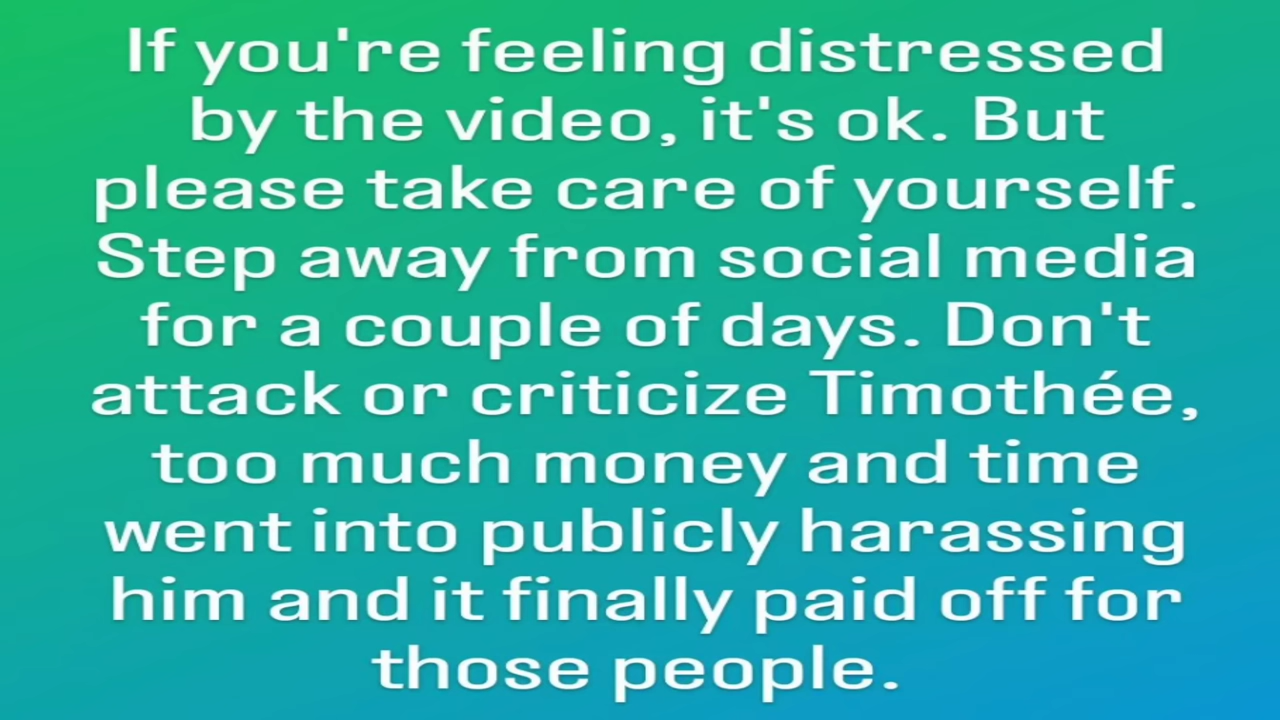 If you're feeling distressed
by the video, it's ok. But
please take care of yourself.
Step away from social media
for a couple of days. Don't
attack or criticize Timothée,
too much money and time
went into publicly harassing
him and it finally paid off for
those people.